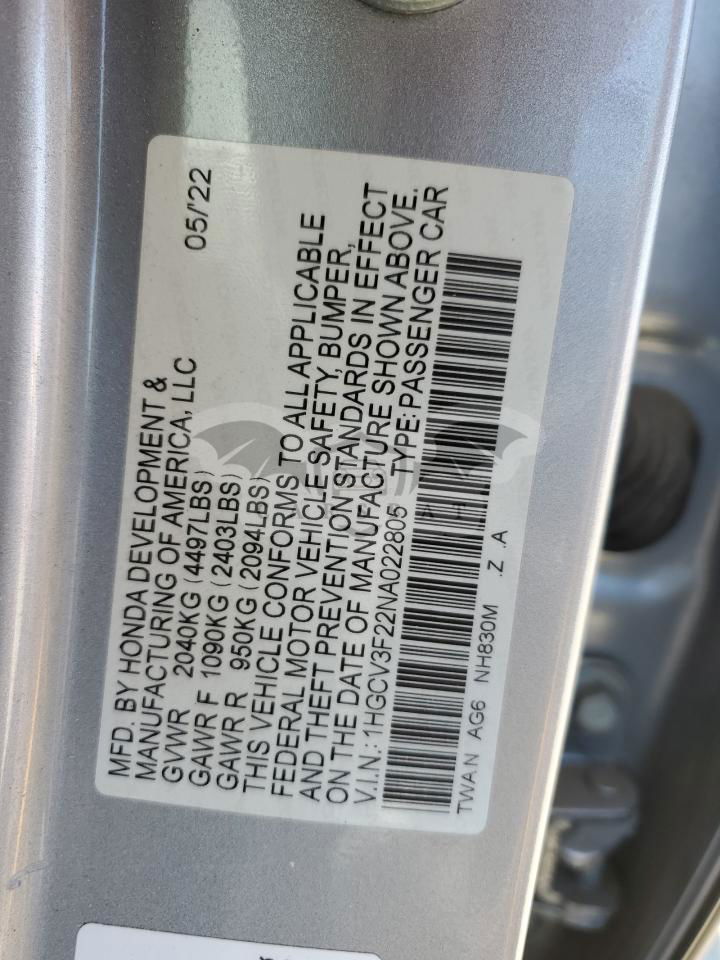 MFD. BY HONDA DEVELOPMENT &
MANUFACTURING OF AMERICA, LLC 05/'22
GVWR 2040KG (4497LBS)
GAWR F 1090KG (2403LBS)
GAWR R 950KG (2094LBS)
THIS VEHICLE CONFORMS TO ALL APPLICABLE
FEDERAL MOTOR VEHICLE SAFETY, BUMPER,
AND THEFT PREVENTION STANDARDS IN EFFECT
ON THE DATE OF MANUFACTURE SHOWN ABOVE.
V.I.N.: 1HGCV3F22NA022805 TYPE: PASSENGER CAR
TWAN AG6 NH830M .Z .A